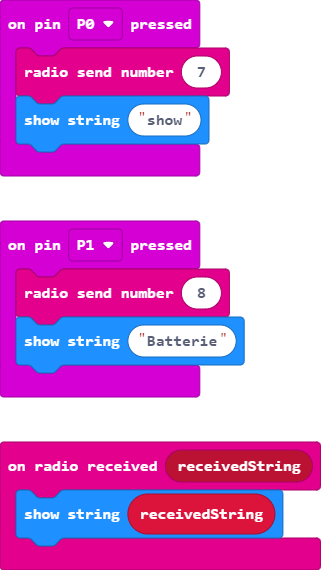 on pin P0 pressed
radio send number 7
show string "show"
on pin P1 pressed
radio send number 8
show string "Batterie"
on radio received receivedString
show string receivedString